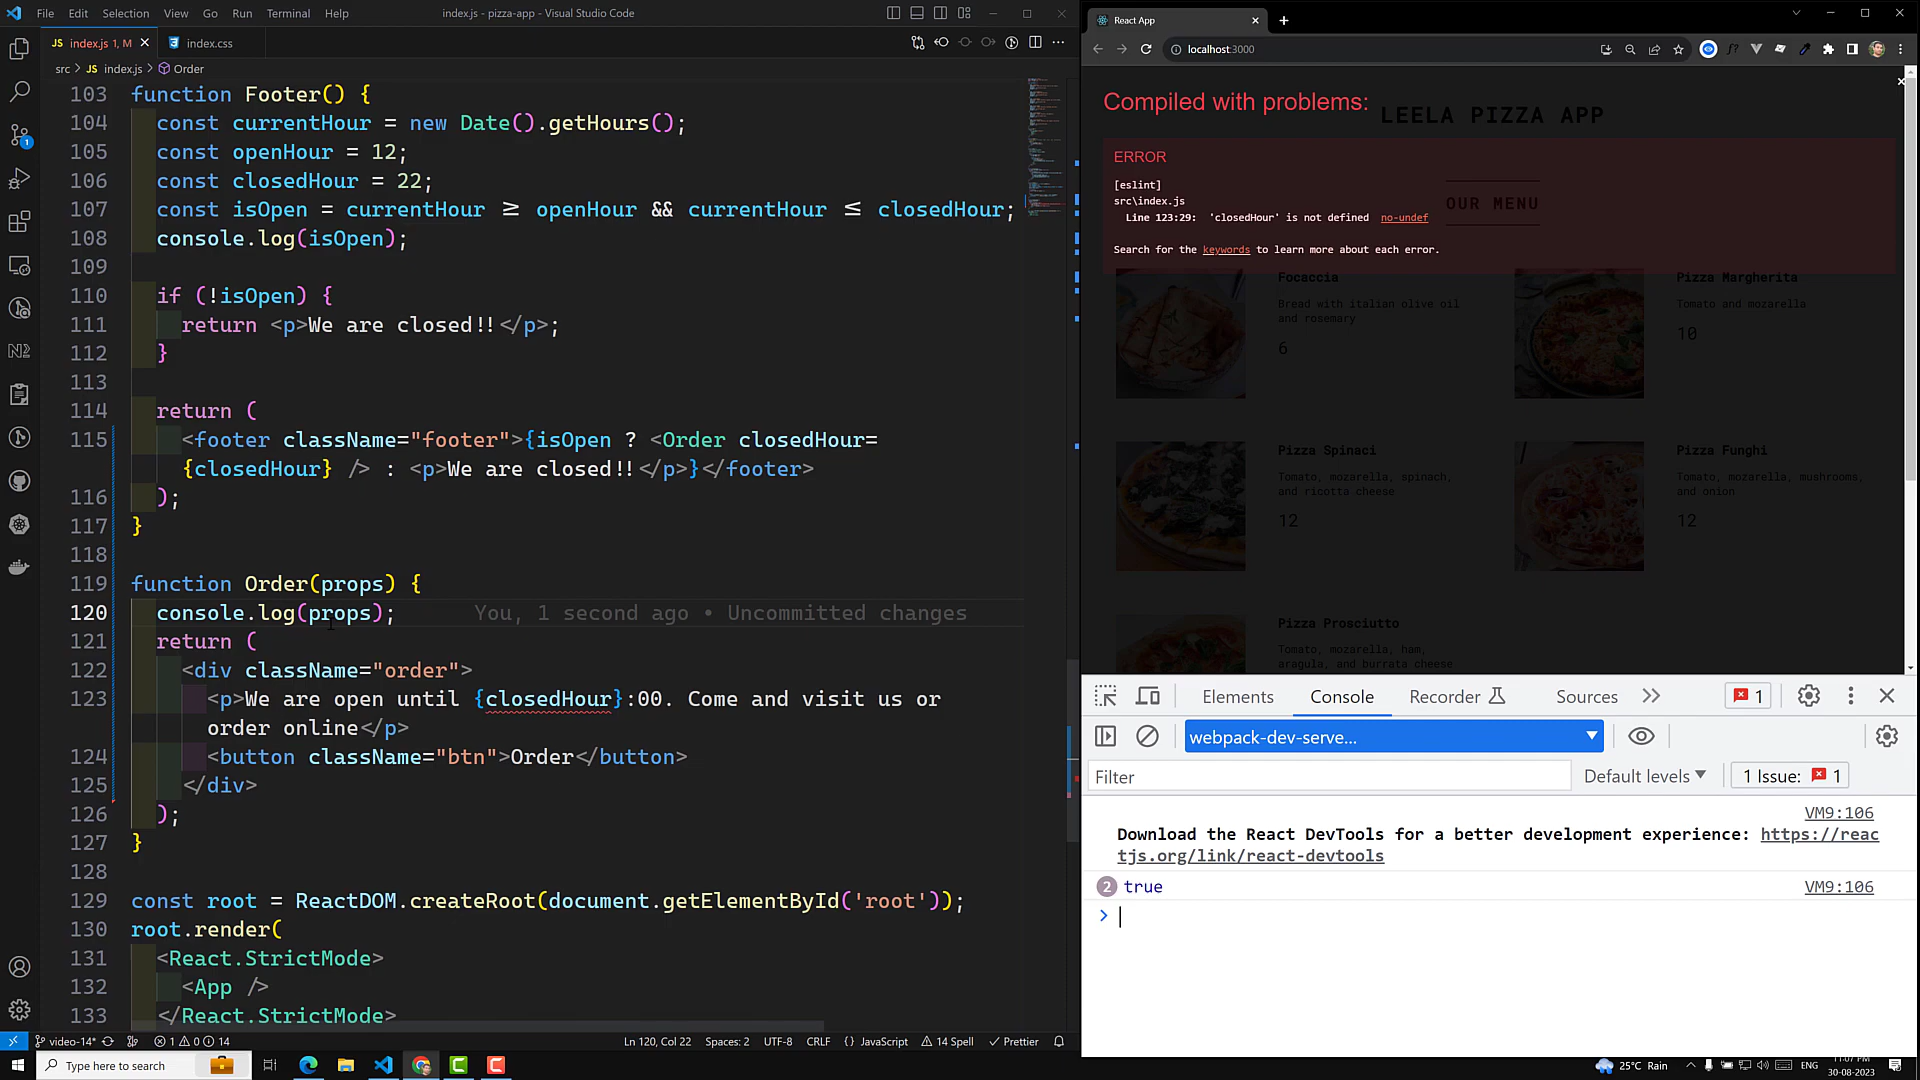 File Edit Selection View Go Run Terminal Help
index.js - pizza-app - Visual Studio Code
JS index.js 1, M
index.css
src > JS index.js > Order
103 function Footer() {
104 const currentHour = new Date().getHours();
105 const openHour = 12;
106 const closedHour = 22;
107 const isOpen = currentHour ≥ openHour && currentHour ≤ closedHour;
108 console.log(isOpen);
109
110 if (!isOpen) {
111 return <p>We are closed!!</p>;
112 }
113
114 return (
115 <footer className="footer">{isOpen ? <Order closedHour=
{closedHour} /> : <p>We are closed!!</p>}</footer>
116 );
117 }
118
119 function Order(props) {
120 console.log(props); You, 1 second ago • Uncommitted changes
121 return (
122 <div className="order">
123 <p>We are open until {closedHour}:00. Come and visit us or
order online</p>
124 <button className="btn">Order</button>
125 </div>
126 );
127 }
128
129 const root = ReactDOM.createRoot(document.getElementById('root'));
130 root.render(
131 <React.StrictMode>
132 <App />
133 </React.StrictMode>
video-14* 1 0 14
Ln 120, Col 22 Spaces: 2 UTF-8 CRLF {} JavaScript 14 Spell Prettier
React App
localhost:3000
Compiled with problems:
LEELA PIZZA APP
ERROR
[eslint]
src\index.js
Line 123:29: 'closedHour' is not defined no-undef
OUR MENU
Search for the keywords to learn more about each error.
Focaccia
Bread with italian olive oil
and rosemary
6
Pizza Margherita
Tomato and mozarella
10
Pizza Spinaci
Tomato, mozarella, spinach,
and ricotta cheese
12
Pizza Funghi
Tomato, mozarella, mushrooms,
and onion
12
Pizza Prosciutto
Tomato, mozarella, ham,
aragula, and burrata cheese
Elements Console Recorder Sources 1
webpack-dev-serve...
Filter
Default levels
1 Issue: 1
VM9:106
Download the React DevTools for a better development experience: https://reac
tjs.org/link/react-devtools
2 true VM9:106
Type here to search
25°C Rain
ENG
11:07 PM
30-08-2023